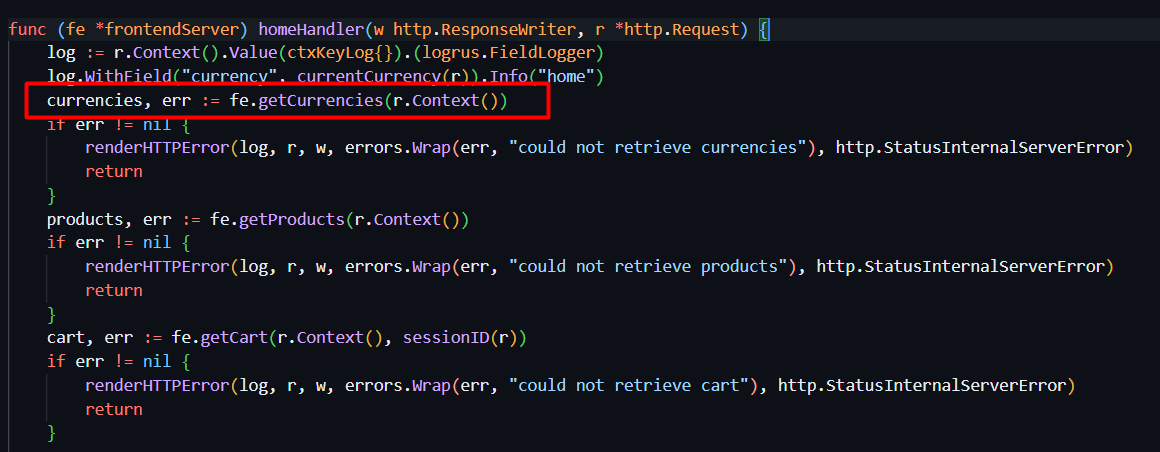 func (fe *frontendServer) homeHandler(w http.ResponseWriter, r *http.Request) {
    log := r.Context().Value(ctxKeyLog{}).(logrus.FieldLogger)
    log.WithField("currency", currentCurrency(r)).Info("home")
    currencies, err := fe.getCurrencies(r.Context())
    if err != nil {
        renderHTTPError(log, r, w, errors.Wrap(err, "could not retrieve currencies"), http.StatusInternalServerError)
        return
    }
    products, err := fe.getProducts(r.Context())
    if err != nil {
        renderHTTPError(log, r, w, errors.Wrap(err, "could not retrieve products"), http.StatusInternalServerError)
        return
    }
    cart, err := fe.getCart(r.Context(), sessionID(r))
    if err != nil {
        renderHTTPError(log, r, w, errors.Wrap(err, "could not retrieve cart"), http.StatusInternalServerError)
        return
    }